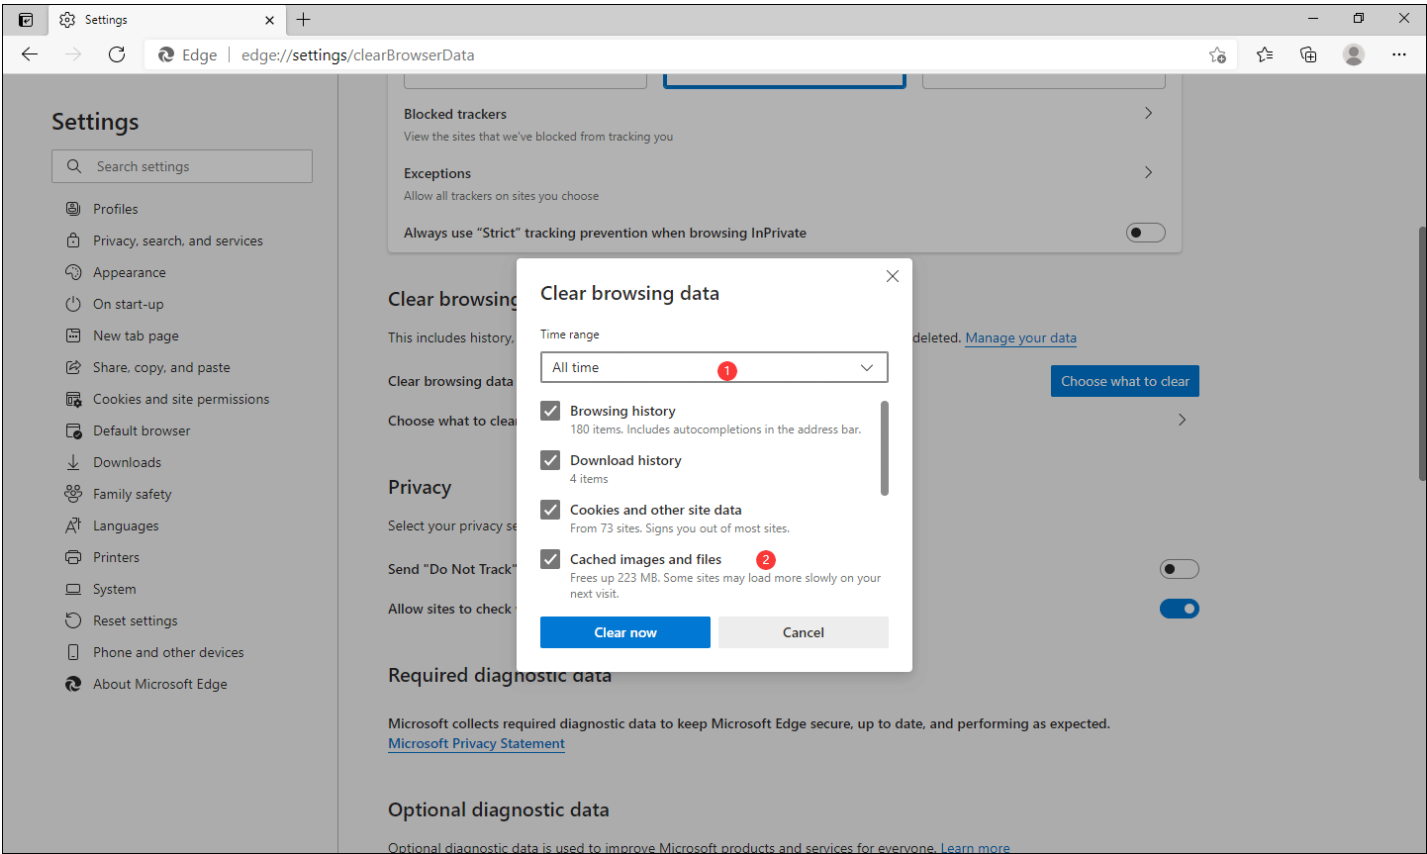 Settings
Edge | edge://settings/clearBrowserData
Settings
Search settings
Profiles
Privacy, search, and services
Appearance
On start-up
New tab page
Share, copy, and paste
Cookies and site permissions
Default browser
Downloads
Family safety
Languages
Printers
System
Reset settings
Phone and other devices
About Microsoft Edge
Blocked trackers
View the sites that we've blocked from tracking you
Exceptions
Allow all trackers on sites you choose
Always use “Strict” tracking prevention when browsing InPrivate
Clear browsing
This includes history,
deleted. Manage your data
Clear browsing data
Choose what to clear
Choose what to clear
Privacy
Select your privacy se
Send "Do Not Track"
Allow sites to check
Required diagnostic data
Microsoft collects required diagnostic data to keep Microsoft Edge secure, up to date, and performing as expected.
Microsoft Privacy Statement
Optional diagnostic data
Optional diagnostic data is used to improve Microsoft products and services for everyone. Learn more
Clear browsing data
Time range
All time
1
Browsing history
180 items. Includes autocompletions in the address bar.
Download history
4 items
Cookies and other site data
From 73 sites. Signs you out of most sites.
Cached images and files
2
Frees up 223 MB. Some sites may load more slowly on your
next visit.
Clear now
Cancel